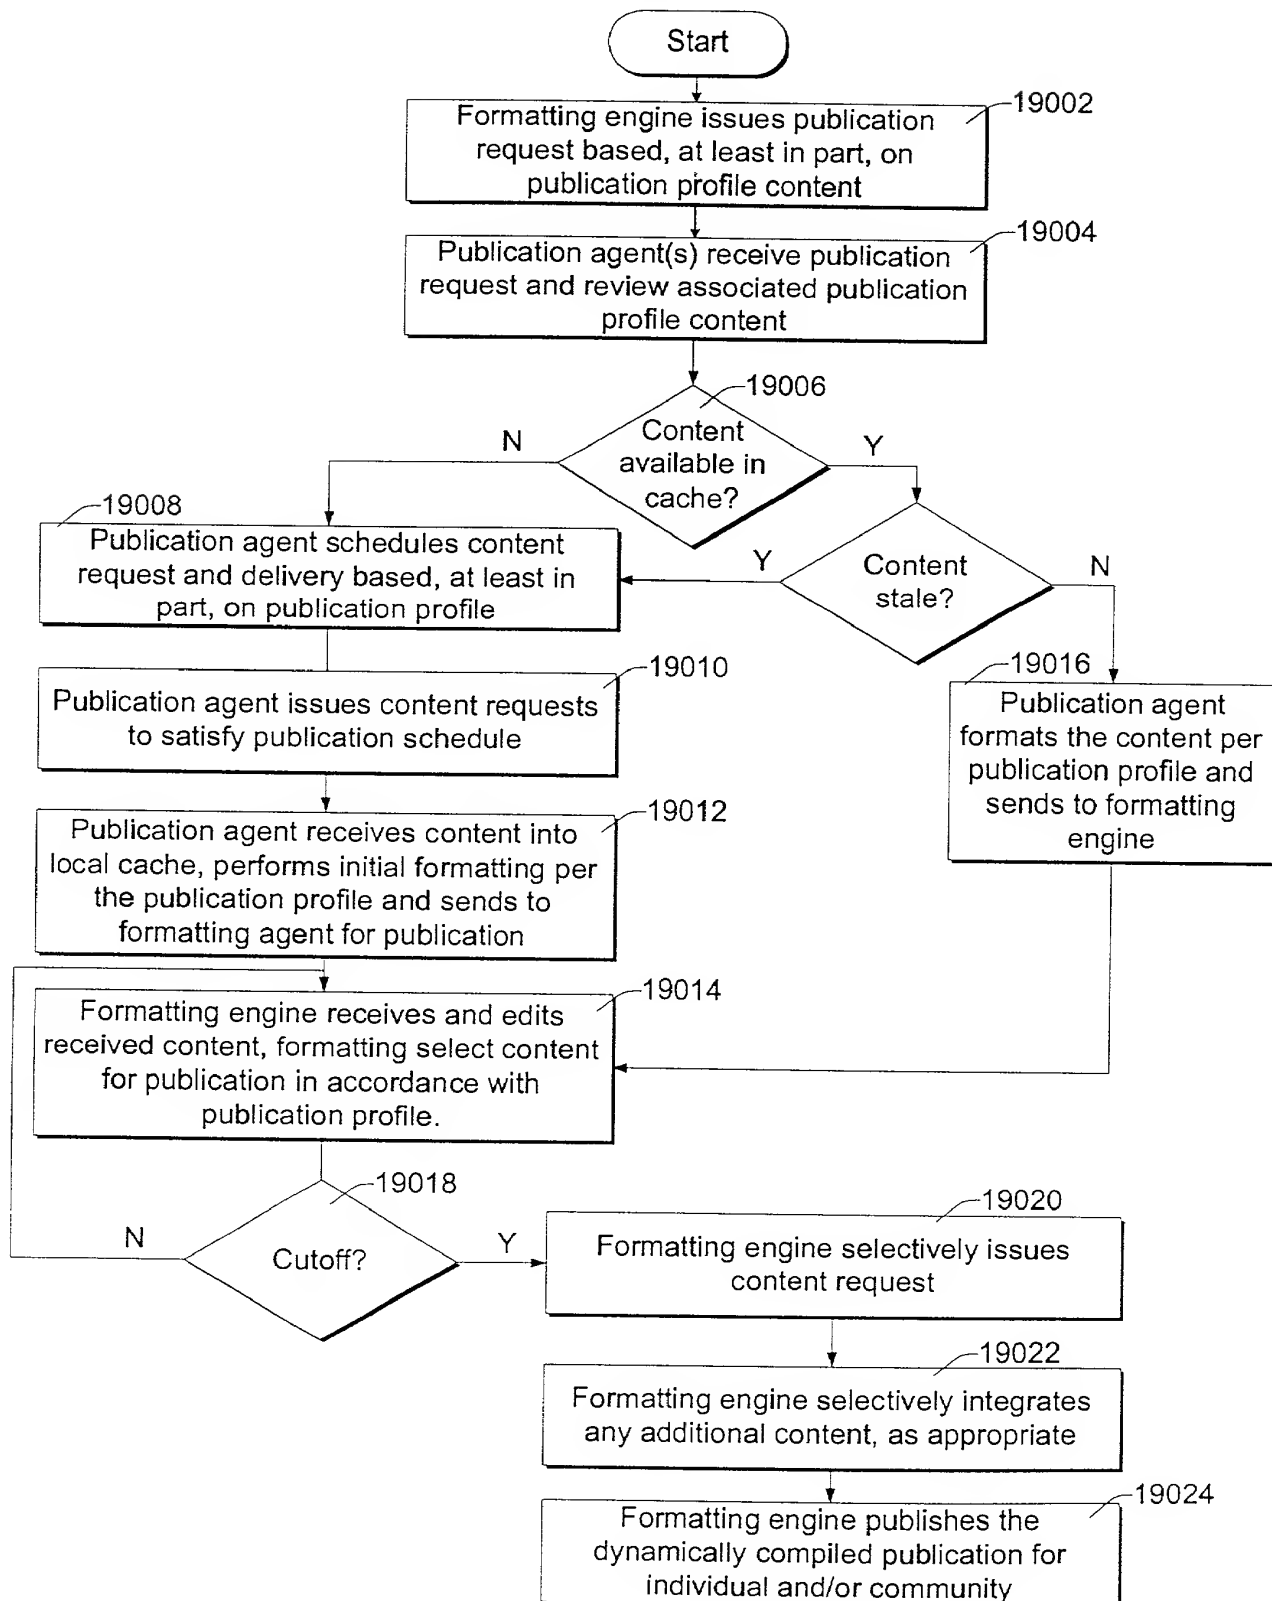 Start
19002
Formatting engine issues publication
request based, at least in part, on
publication profile content
19004
Publication agent(s) receive publication
request and review associated publication
profile content
19006
Content
available in
cache?
N
Y
19008
Publication agent schedules content
request and delivery based, at least in
part, on publication profile
Content
stale?
Y
N
19010
Publication agent issues content requests
to satisfy publication schedule
19016
Publication agent
formats the content per
publication profile and
sends to formatting
engine
19012
Publication agent receives content into
local cache, performs initial formatting per
the publication profile and sends to
formatting agent for publication
19014
Formatting engine receives and edits
received content, formatting select content
for publication in accordance with
publication profile.
19018
Cutoff?
N
Y
19020
Formatting engine selectively issues
content request
19022
Formatting engine selectively integrates
any additional content, as appropriate
19024
Formatting engine publishes the
dynamically compiled publication for
individual and/or community